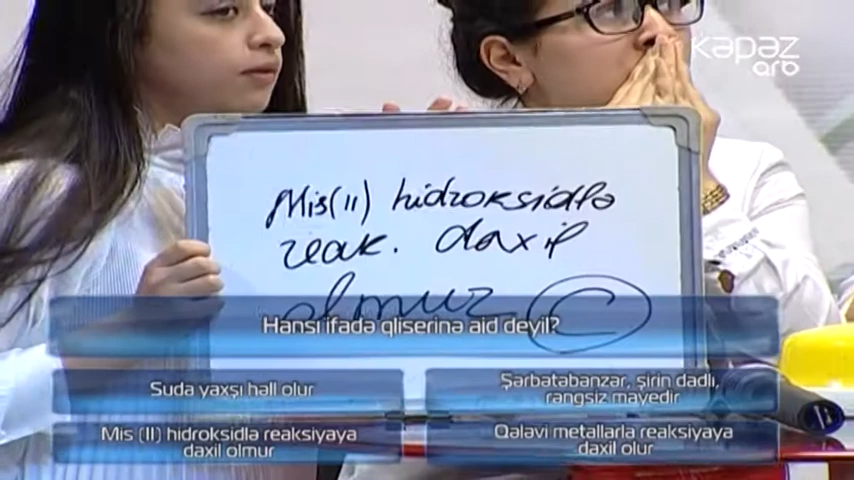 kəpəz
arb
Mis(II) hidroksidlə
reak. daxil
olmur C
Hansı ifadə qliserinə aid deyil?
Suda yaxşı həll olur
Şərbətəbənzər, şirin dadlı,
rəngsiz mayedir
Mis (II) hidroksidlə reaksiyaya
daxil olmur
Qələvi metallarla reaksiyaya
daxil olur